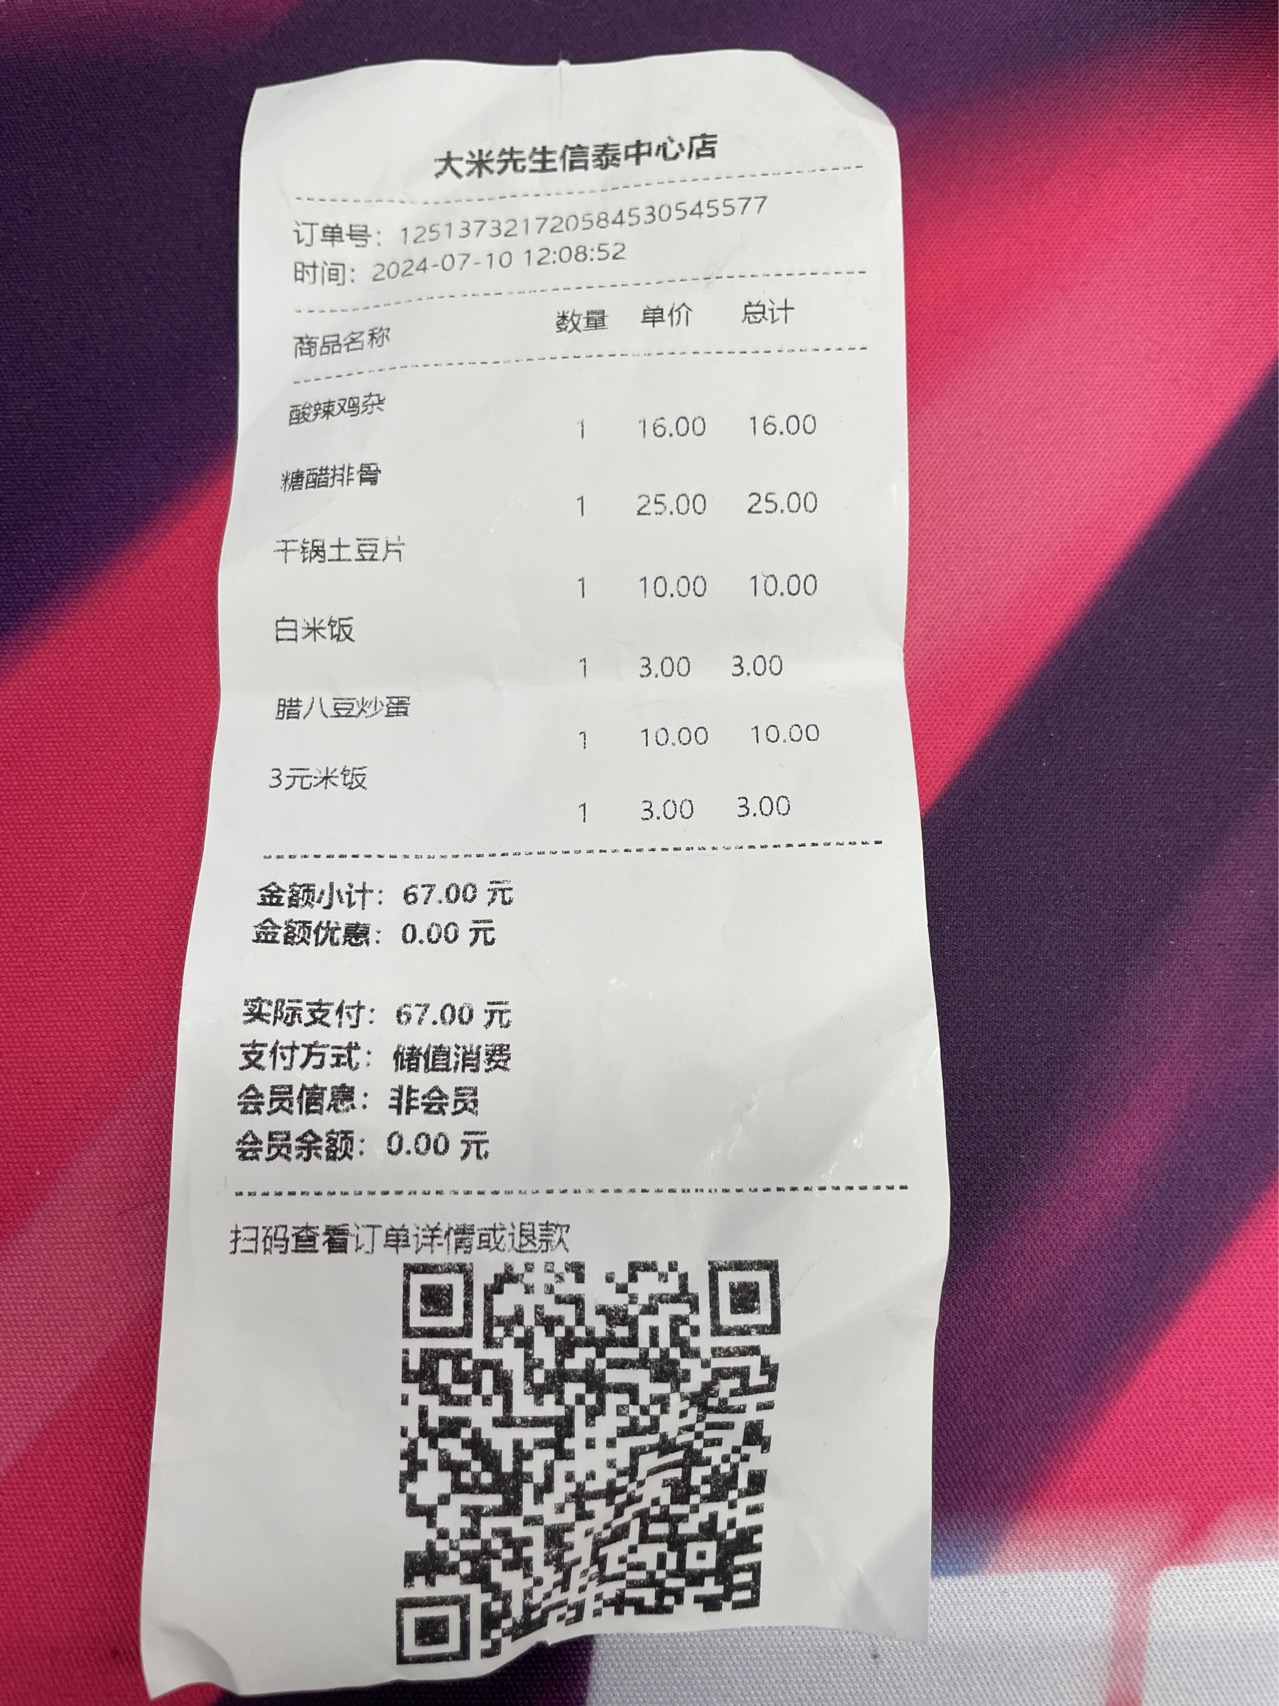 大米先生信泰中心店
订单号：1251373217205845305455​77
时间：2024-07-10 12:08:52
商品名称 数量 单价 总计
酸辣鸡杂
1 16.00 16.00
糖醋排骨
1 25.00 25.00
干锅土豆片
1 10.00 10.00
白米饭
1 3.00 3.00
腊八豆炒蛋
1 10.00 10.00
3元米饭
1 3.00 3.00
金额小计：67.00 元
金额优惠：0.00 元
实际支付：67.00 元
支付方式：储值消费
会员信息：非会员
会员余额：0.00 元
扫码查看订单详情或退款